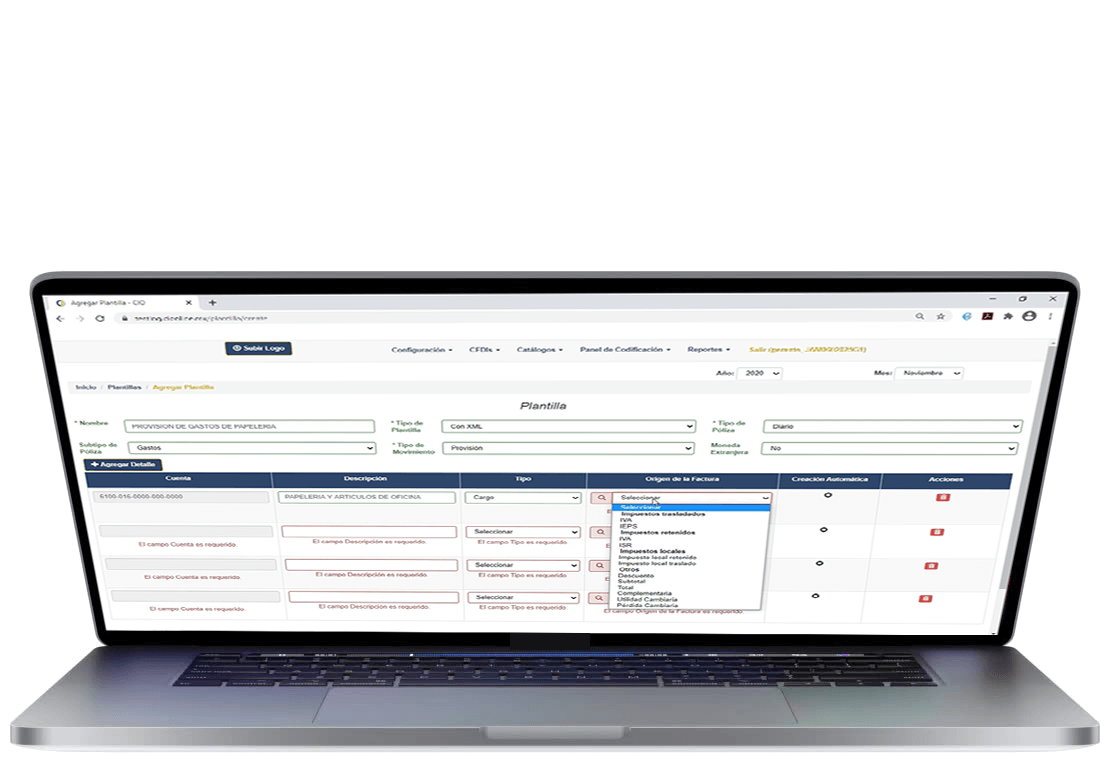 Agregar Plantilla - CIO
Subir Logo
Configuración
CFDIs
Catálogos
Panel de Codificación
Reportes
Año: 2020
Mes: Noviembre
Inicio / Plantillas / Agregar Plantilla
Plantilla
* Nombre
PROVISION DE GASTOS DE PAPELERIA
* Tipo de Plantilla
Con XML
* Tipo de Póliza
Diario
Subtipo de Póliza
Gastos
* Tipo de Movimiento
Provisión
Moneda Extranjera
No
+ Agregar Detalle
Cuenta
Descripción
Tipo
Origen de la Factura
Creación Automática
Acciones
6100-016-0000-000-0000
PAPELERIA Y ARTICULOS DE OFICINA
Cargo
Seleccionar
Seleccionar
Impuestos trasladados
IVA
IEPS
Impuestos retenidos
IVA
ISR
Impuestos locales
Impuesto local retenido
Impuesto local traslado
Otros
Descuento
Subtotal
Total
Complementaria
Utilidad Cambiaria
Pérdida Cambiaria
Seleccionar
El campo Cuenta es requerido.
El campo Descripción es requerido.
El campo Tipo es requerido.
Seleccionar
El campo Cuenta es requerido.
El campo Descripción es requerido.
El campo Tipo es requerido.
Seleccionar
El campo Cuenta es requerido.
El campo Descripción es requerido.
El campo Tipo es requerido.
El campo Origen de la Factura es requerido.